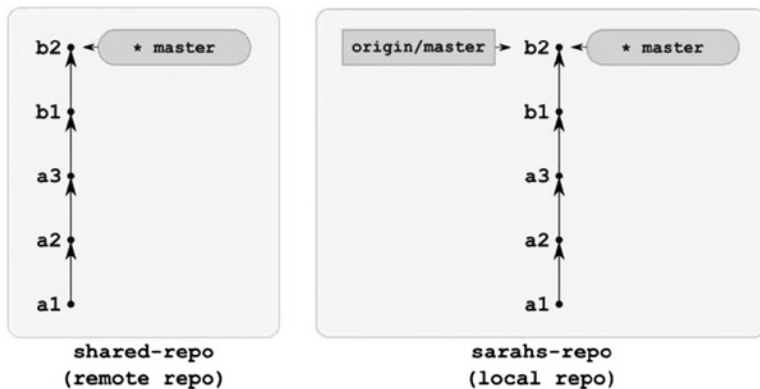 b2 * master
b1
a3
a2
a1
shared-repo
(remote repo)
origin/master b2 * master
b1
a3
a2
a1
sarahs-repo
(local repo)